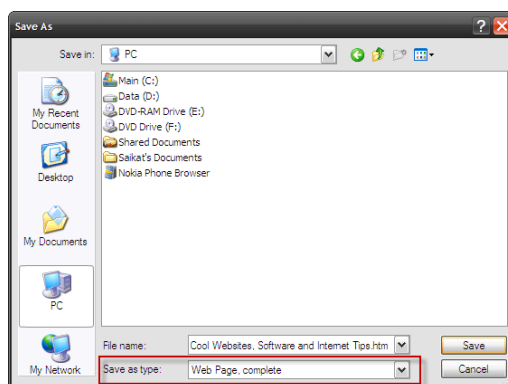 Save As
Save in: PC
My Recent Documents
Desktop
My Documents
PC
My Network
Main (C:)
Data (D:)
DVD-RAM Drive (E:)
DVD Drive (F:)
Shared Documents
Saikat's Documents
Nokia Phone Browser
File name: Cool Websites, Software and Internet Tips.htm Save
Save as type: Web Page, complete Cancel